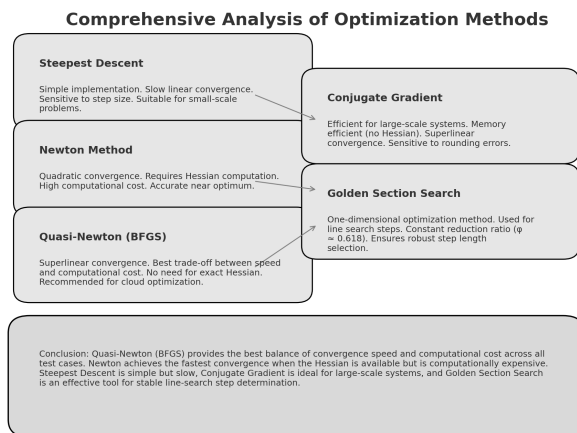 Comprehensive Analysis of Optimization Methods
Steepest Descent
Simple implementation. Slow linear convergence.
Sensitive to step size. Suitable for small-scale
problems.
Newton Method
Quadratic convergence. Requires Hessian computation.
High computational cost. Accurate near optimum.
Quasi-Newton (BFGS)
Superlinear convergence. Best trade-off between speed
and computational cost. No need for exact Hessian.
Recommended for cloud optimization.
Conjugate Gradient
Efficient for large-scale systems. Memory
efficient (no Hessian). Superlinear
convergence. Sensitive to rounding errors.
Golden Section Search
One-dimensional optimization method. Used for
line search steps. Constant reduction ratio (φ
≈ 0.618). Ensures robust step length
selection.
Conclusion: Quasi-Newton (BFGS) provides the best balance of convergence speed and computational cost across all
test cases. Newton achieves the fastest convergence when the Hessian is available but is computationally expensive.
Steepest Descent is simple but slow, Conjugate Gradient is ideal for large-scale systems, and Golden Section Search
is an effective tool for stable line-search step determination.